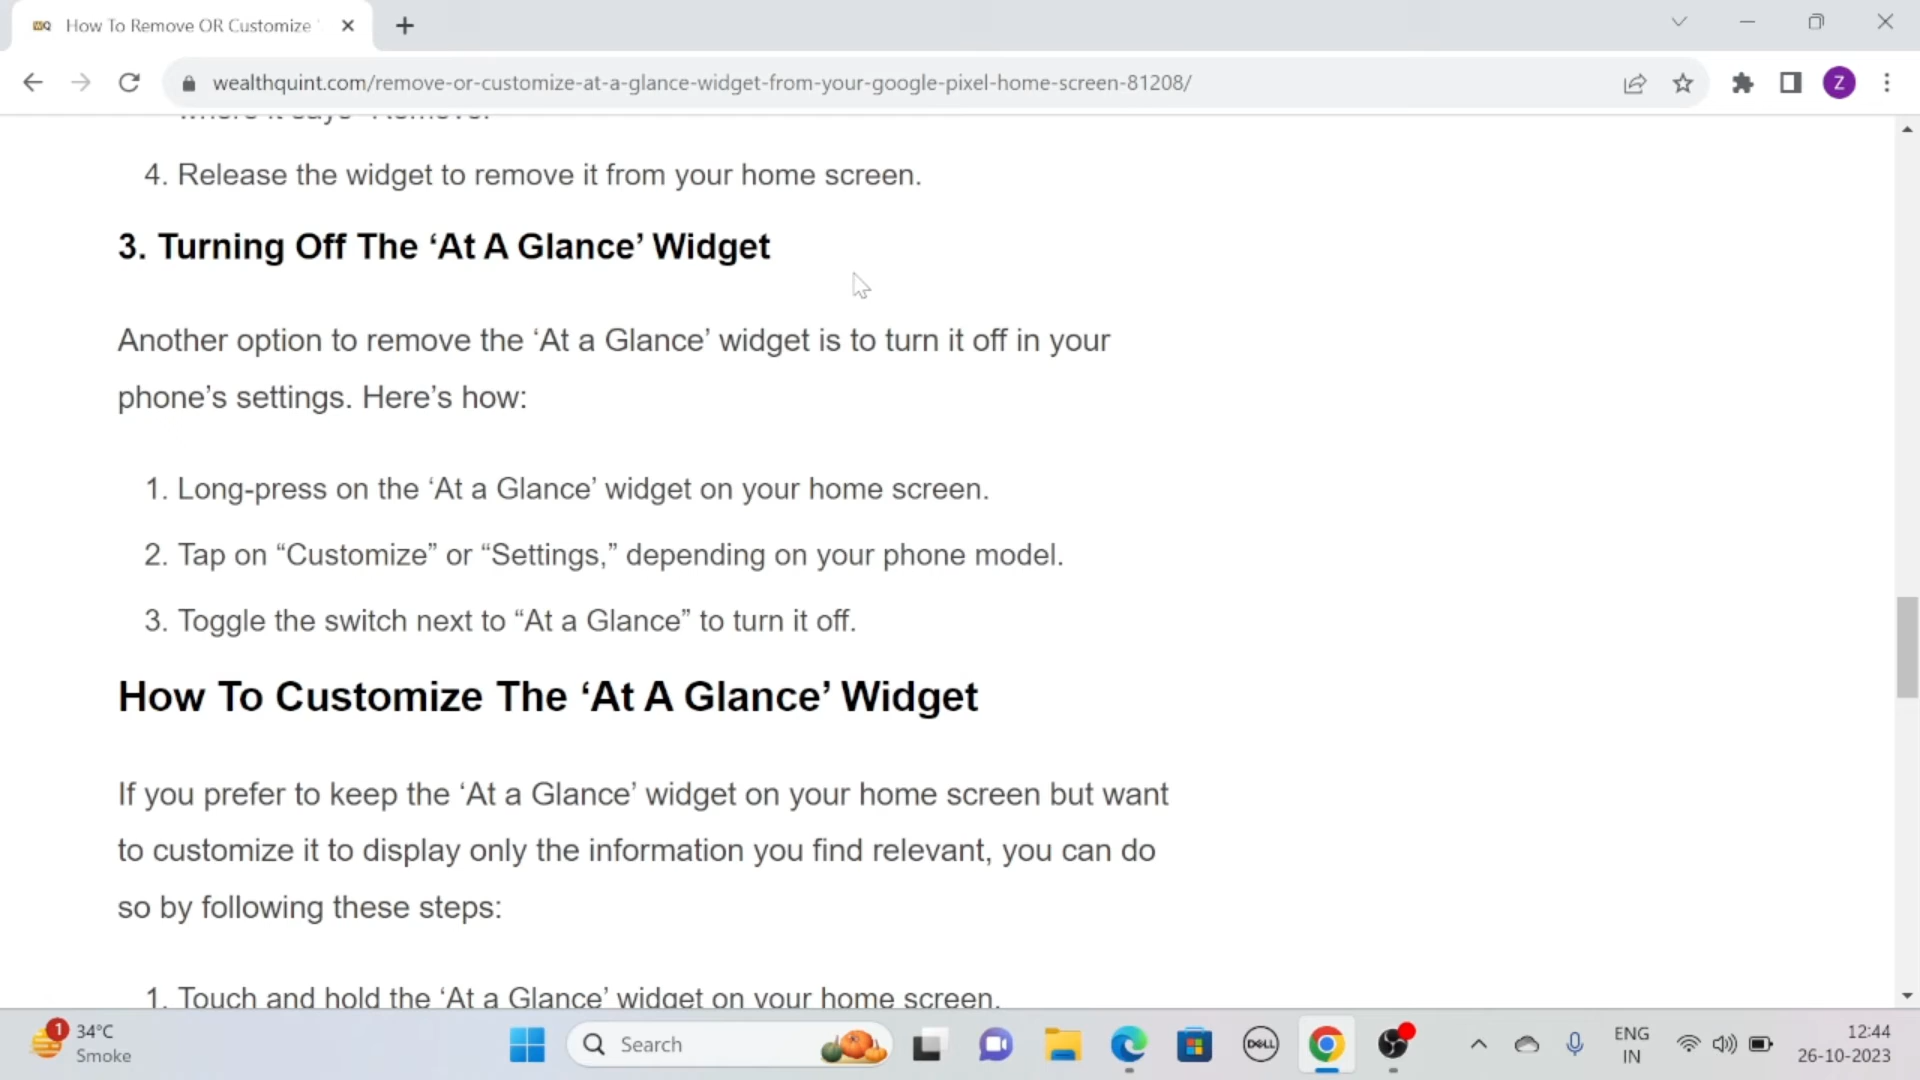 How To Remove OR Customize
wealthquint.com/remove-or-customize-at-a-glance-widget-from-your-google-pixel-home-screen-81208/
Z
where it says “Remove.”
4. Release the widget to remove it from your home screen.
3. Turning Off The ‘At A Glance’ Widget
Another option to remove the ‘At a Glance’ widget is to turn it off in your
phone’s settings. Here’s how:
1. Long-press on the ‘At a Glance’ widget on your home screen.
2. Tap on “Customize” or “Settings,” depending on your phone model.
3. Toggle the switch next to “At a Glance” to turn it off.
How To Customize The ‘At A Glance’ Widget
If you prefer to keep the ‘At a Glance’ widget on your home screen but want
to customize it to display only the information you find relevant, you can do
so by following these steps:
1. Touch and hold the ‘At a Glance’ widget on your home screen.
1
34°C
Smoke
Search
DELL
ENG
IN
12:44
26-10-2023